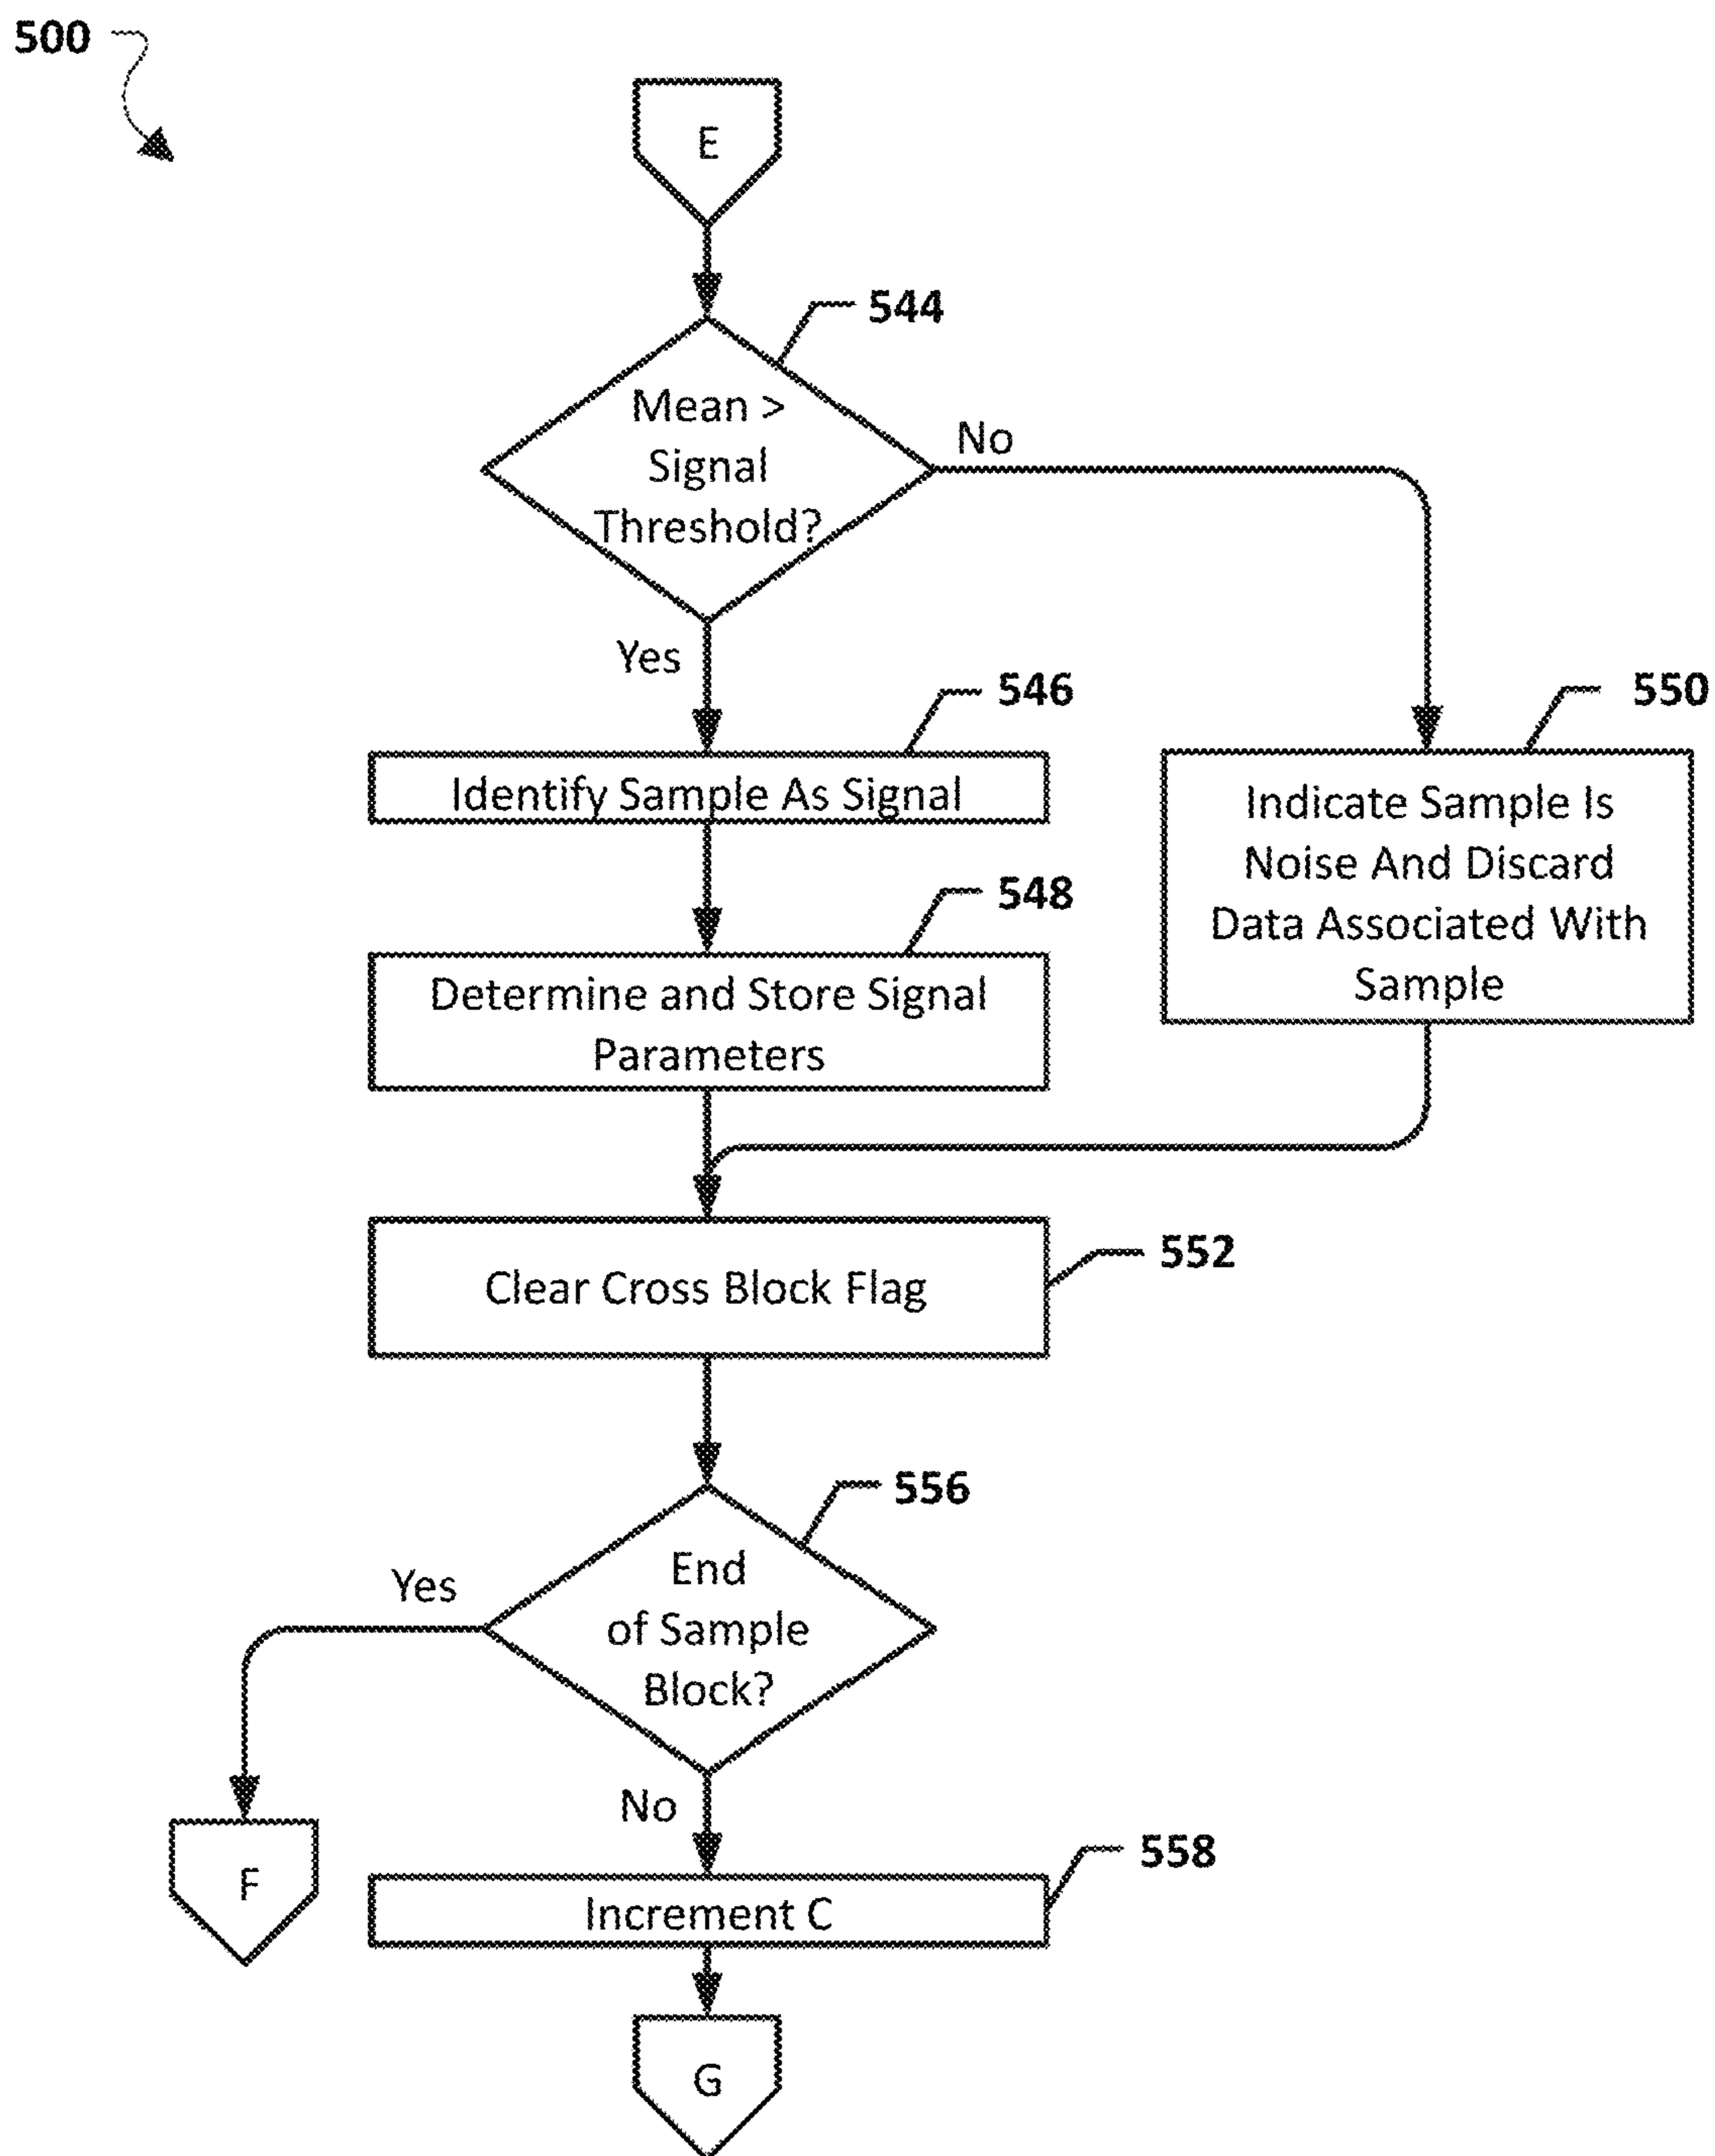 500
E
544
Mean >
Signal
Threshold?
No
Yes
546
Identify Sample As Signal
550
Indicate Sample Is
Noise And Discard
Data Associated With
Sample
548
Determine and Store Signal
Parameters
552
Clear Cross Block Flag
556
End
of Sample
Block?
Yes
No
F
558
Increment C
G